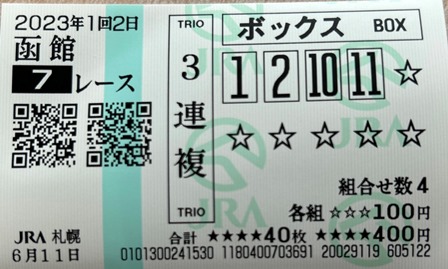 2023年1回2日
函館
7レース
JRA 札幌
6月11日
TRIO
3連複
TRIO
ボックス BOX
1 2 10 11 ☆
☆ ☆ ☆ ☆ ☆
組合せ数4
各組 ☆☆☆100円
合計 ★★★★40枚 ★★★★400円
0101300241530 1180400703691 20029119 605122
JRA
JRA
JRA